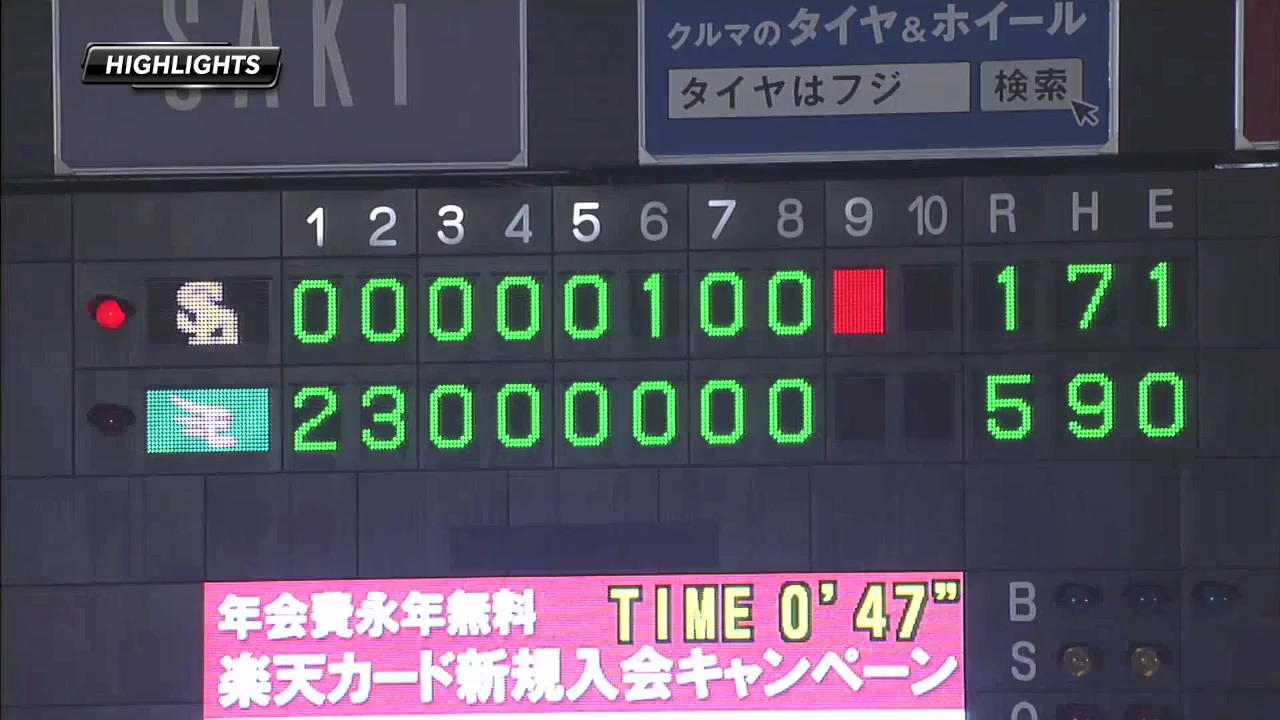 SAKI
クルマのタイヤ&ホイール
HIGHLIGHTS
タイヤはフジ 検索
1 2 3 4 5 6 7 8 9 10 R H E
0 0 0 0 0 1 0 0 1 7 1
2 3 0 0 0 0 0 0 5 9 0
年会費永年無料 TIME 0'47"
B
楽天カード新規入会キャンペーン
S
O